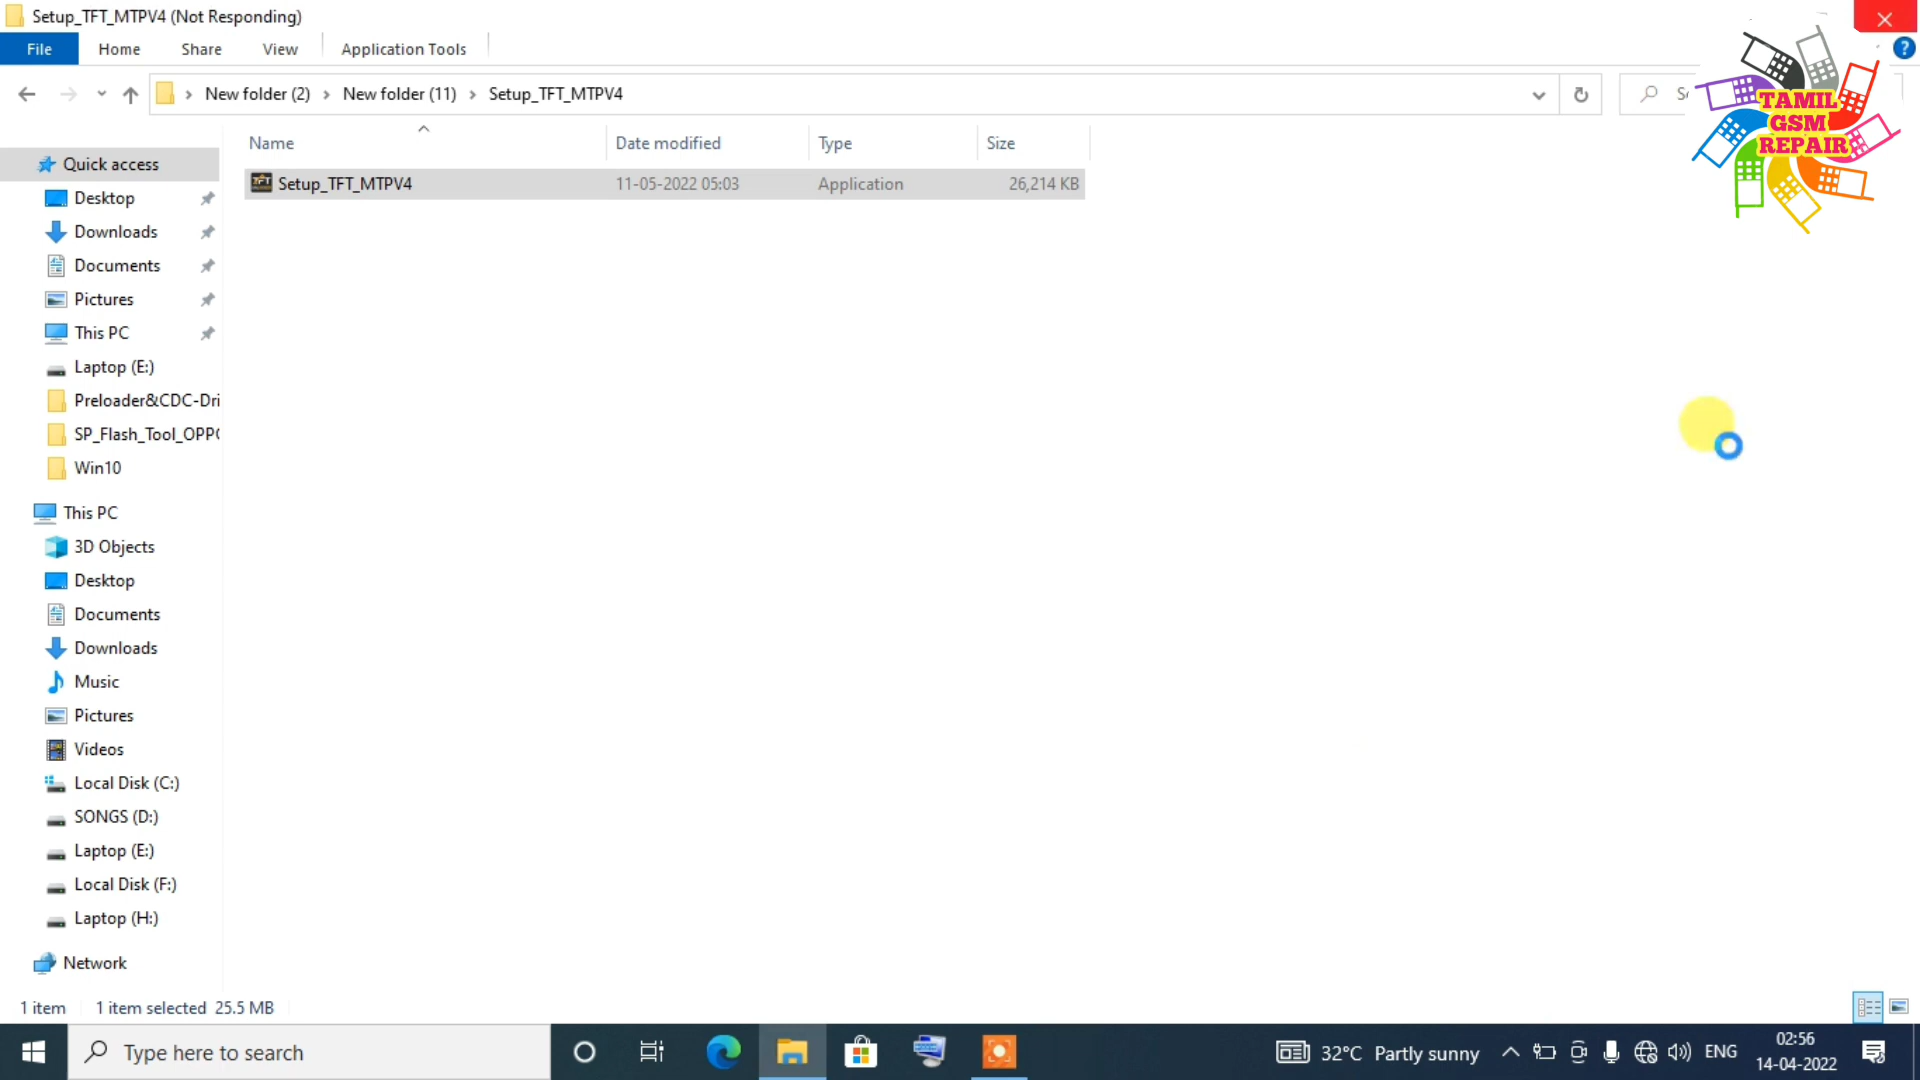 Setup_TFT_MTPV4 (Not Responding)
File Home Share View Application Tools
New folder (2) New folder (11) Setup_TFT_MTPV4
TAMIL
GSM
REPAIR
Name Date modified Type Size
Setup_TFT_MTPV4 11-05-2022 05:03 Application 26,214 KB
Quick access
Desktop
Downloads
Documents
Pictures
This PC
Laptop (E:)
Preloader&CDC-Dri
SP_Flash_Tool_OPP
Win10
This PC
3D Objects
Desktop
Documents
Downloads
Music
Pictures
Videos
Local Disk (C:)
SONGS (D:)
Laptop (E:)
Local Disk (F:)
Laptop (H:)
Network
1 item 1 item selected 25.5 MB
Type here to search
32°C Partly sunny
ENG
02:56
14-04-2022